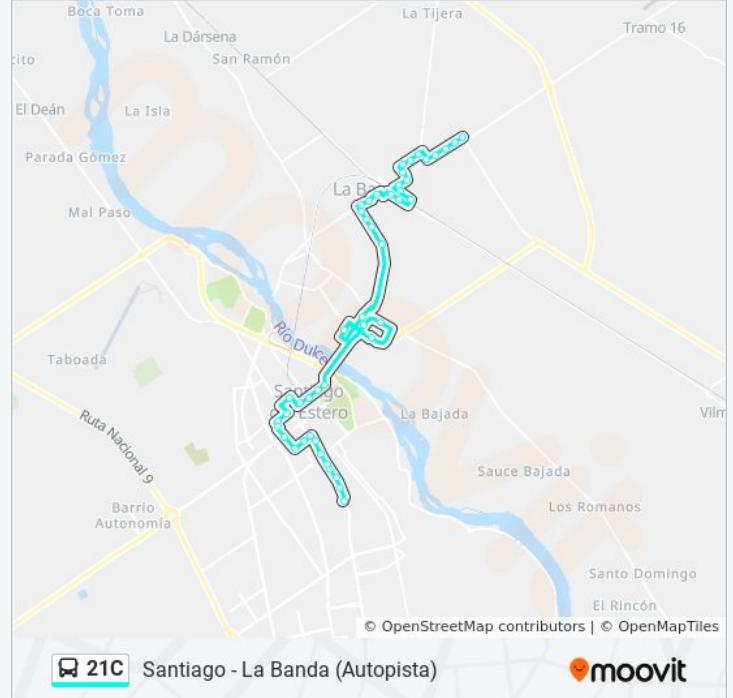 Boca Toma
La Tijera
La Dársena
Tramo 16
San Ramón
cito
El Deán
La Isla
Parada Gómez
La Ba
Mal Paso
moovit
Río Dulce
Taboada
Santiago
Estero
La Bajada
Vilm
Ruta Nacional 9
Sauce Bajada
Barrio
Autonomía
Los Romanos
Santo Domingo
El Rincón
© OpenStreetMap contributors | © OpenMapTiles
21C Santiago - La Banda (Autopista)
moovit